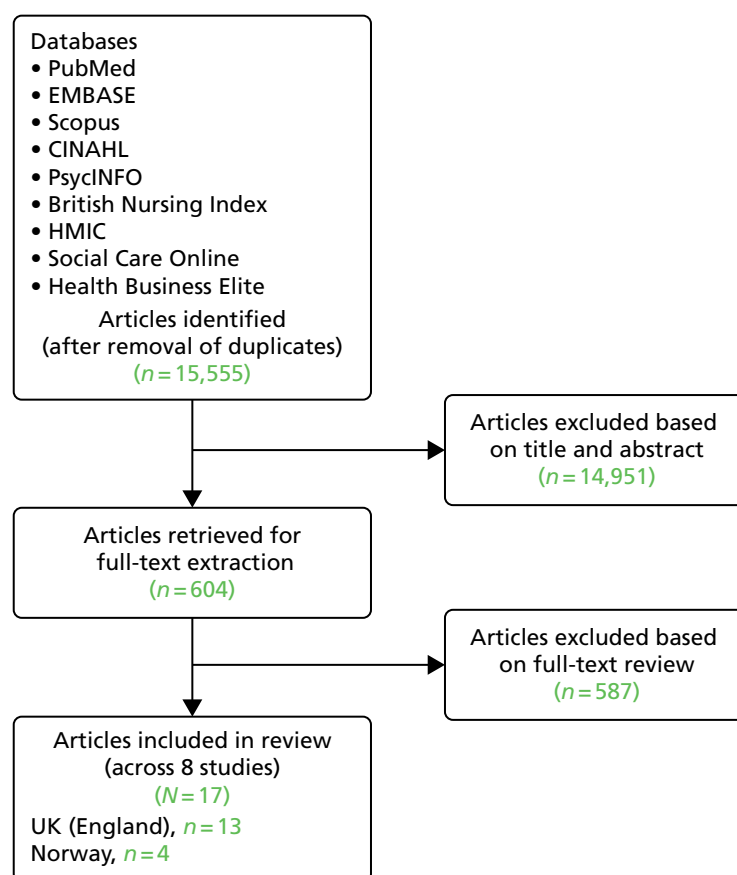 Databases
• PubMed
• EMBASE
• Scopus
• CINAHL
• PsycINFO
• British Nursing Index
• HMIC
• Social Care Online
• Health Business Elite
Articles identified
(after removal of duplicates)
(n = 15,555)
Articles excluded based
on title and abstract
(n = 14,951)
Articles retrieved for
full-text extraction
(n = 604)
Articles excluded based
on full-text review
(n = 587)
Articles included in review
(across 8 studies)
(N = 17)
UK (England), n = 13
Norway, n = 4